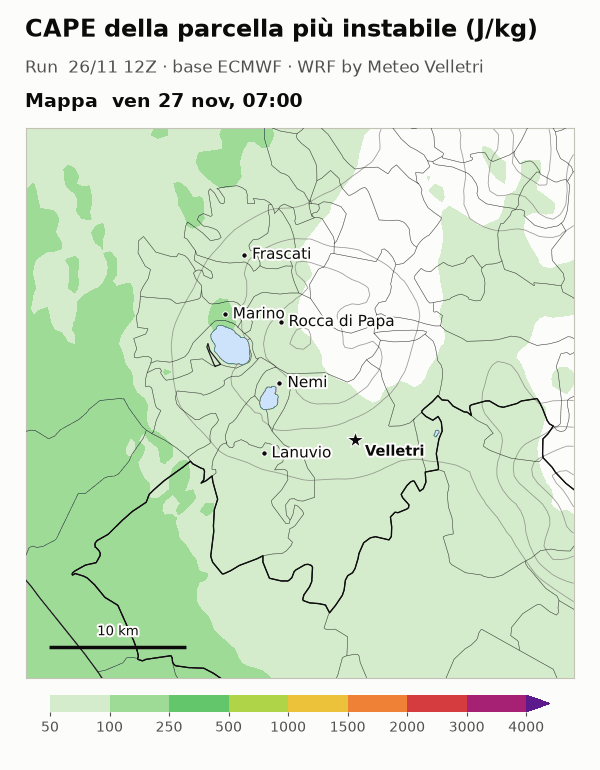 CAPE della parcella più instabile (J/kg)
Run  26/11 12Z · base ECMWF · WRF by Meteo Velletri
Mappa  ven 27 nov, 07:00
Frascati
Marino
Rocca di Papa
Nemi
Velletri
Lanuvio
10 km
50 100 250 500 1000 1500 2000 3000 4000